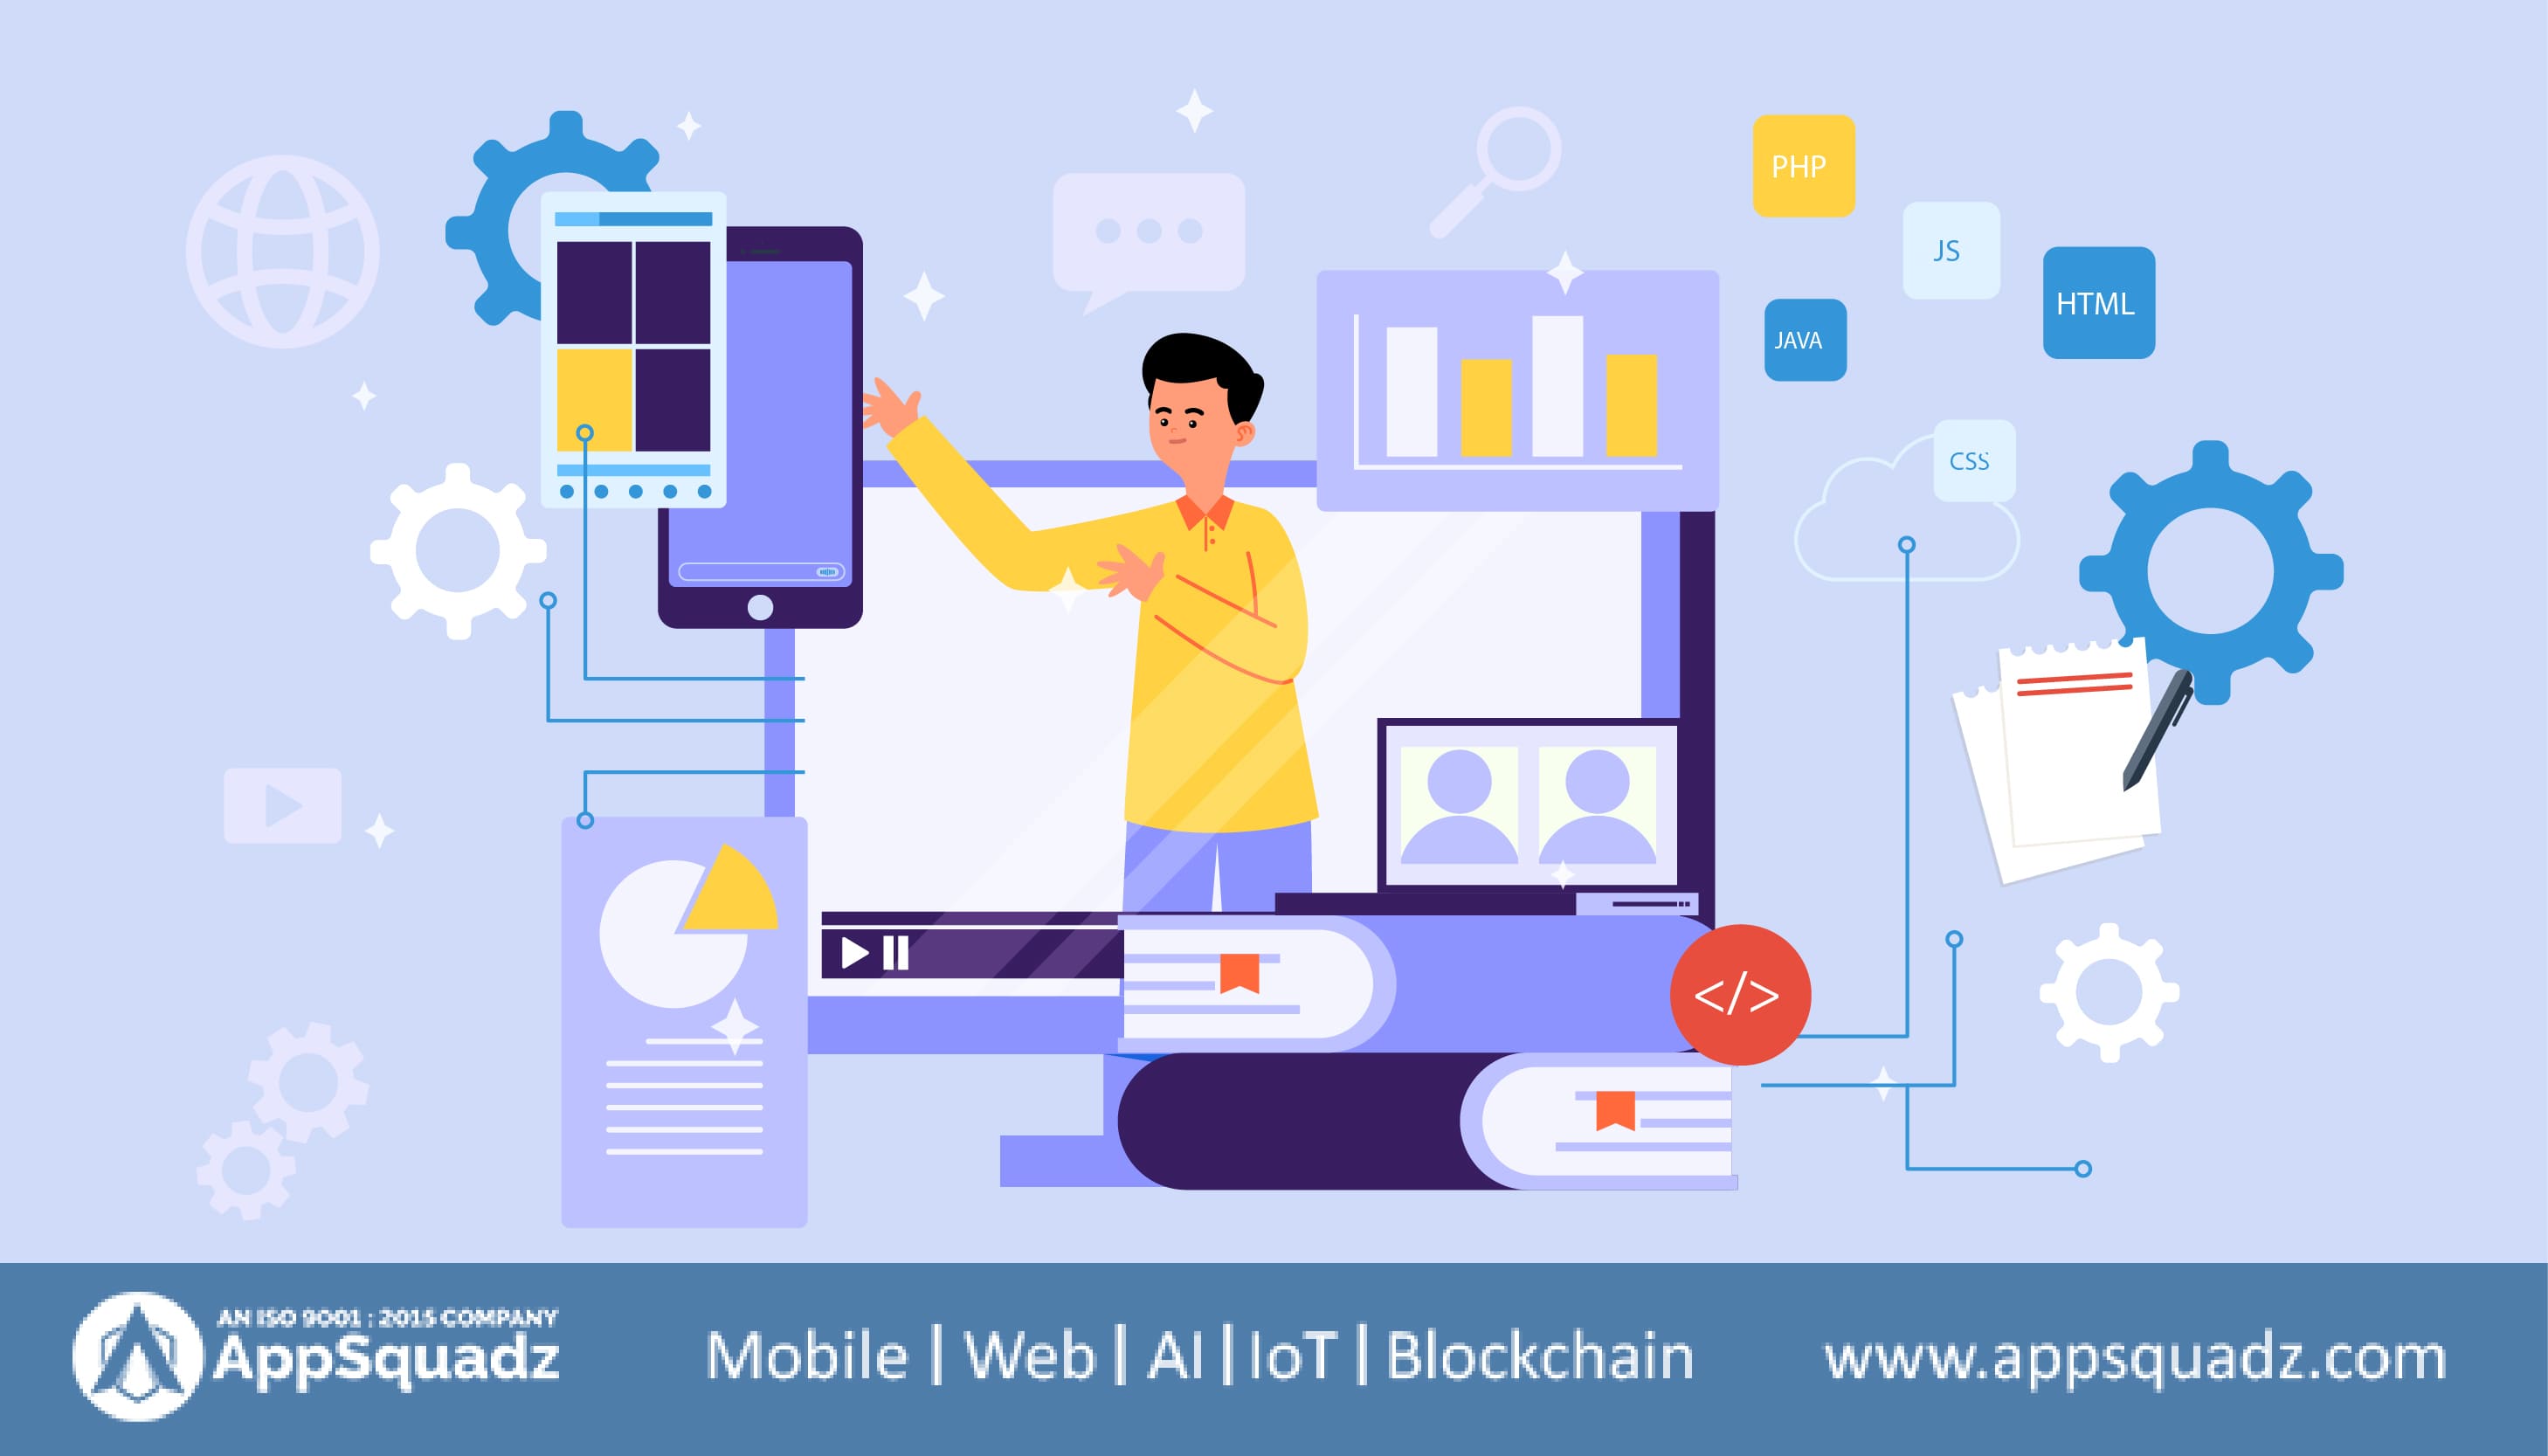 PHP
JS
HTML
JAVA
CSS
</>
AN ISO 9001 : 2015 COMPANY
AppSquadz
Mobile | Web | AI | IoT | Blockchain
www.appsquadz.com